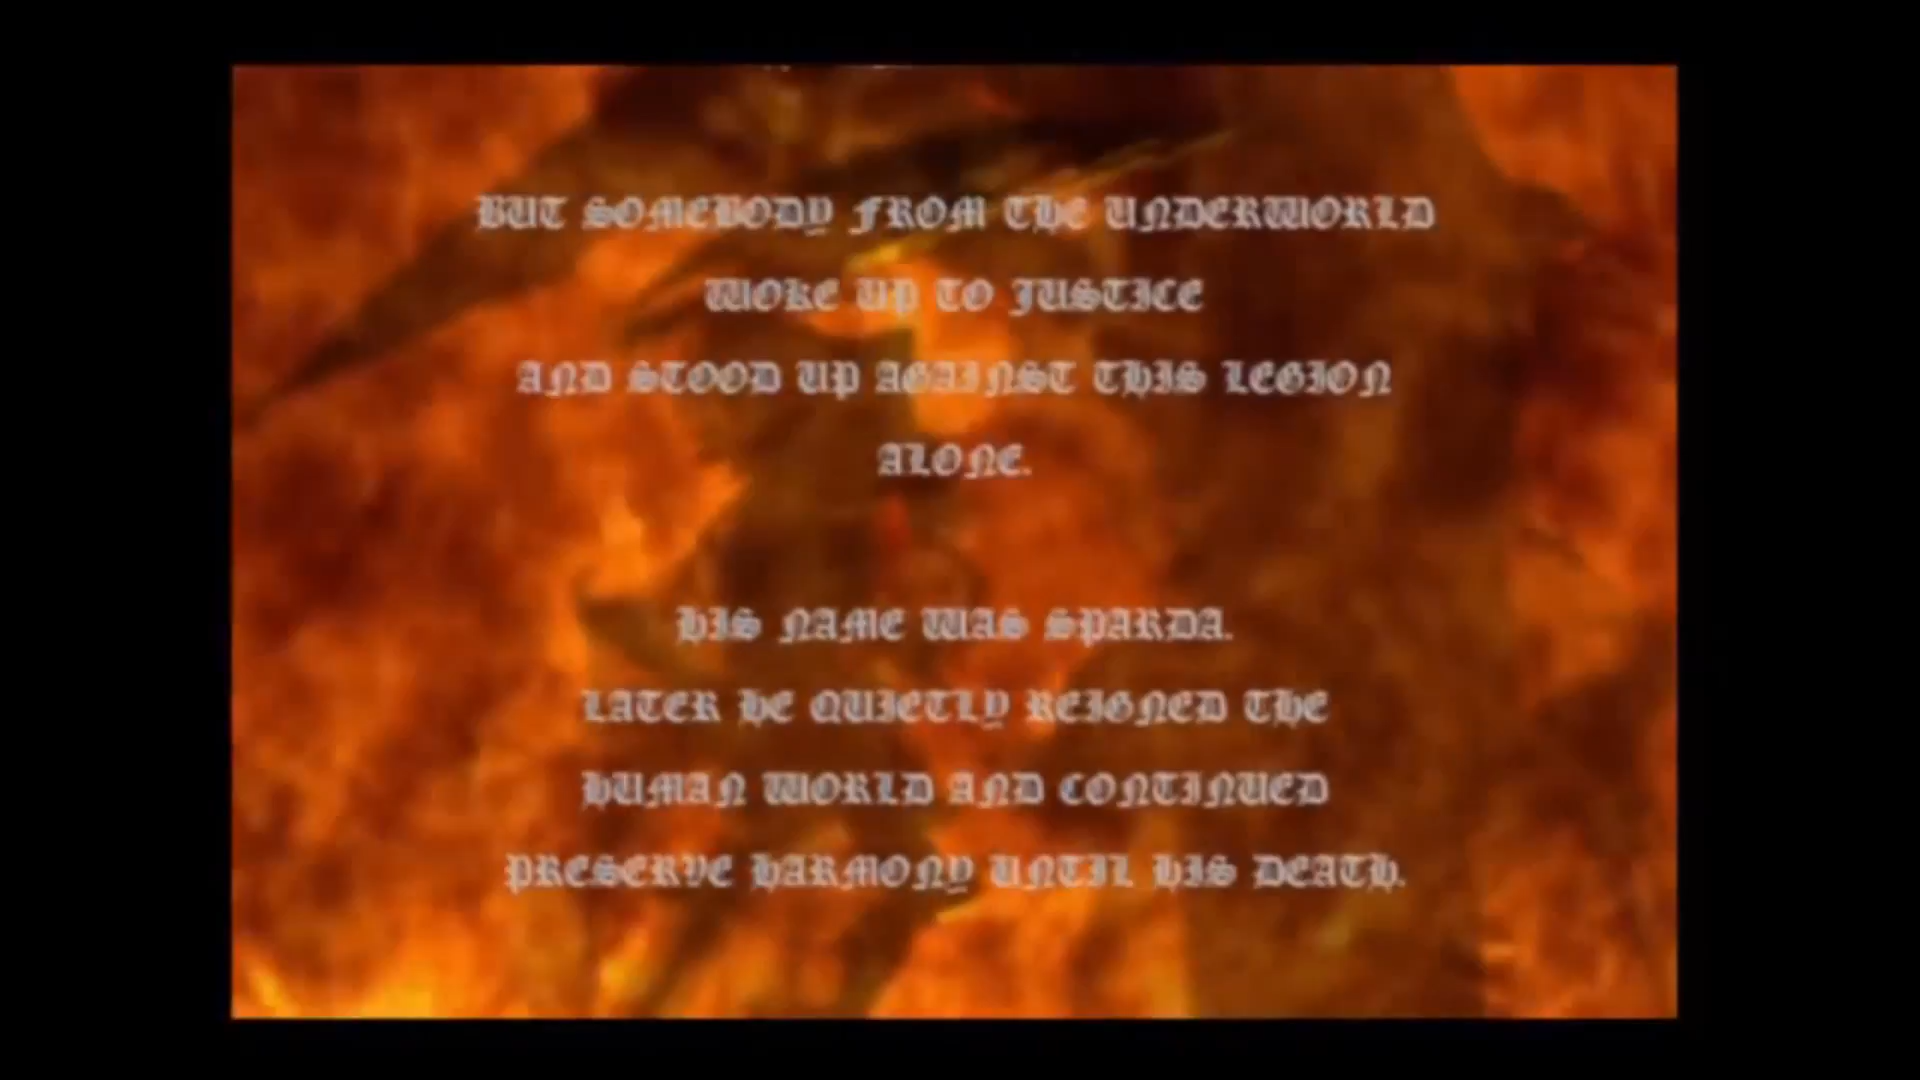 BUT SOMEBODY FROM THE UNDERWORLD
WOKE UP TO JUSTICE
AND STOOD UP AGAINST THIS LEGION
ALONE.
HIS NAME WAS SPARDA.
LATER HE QUIETLY REIGNED THE
HUMAN WORLD AND CONTINUED
PRESERVE HARMONY UNTIL HIS DEATH.